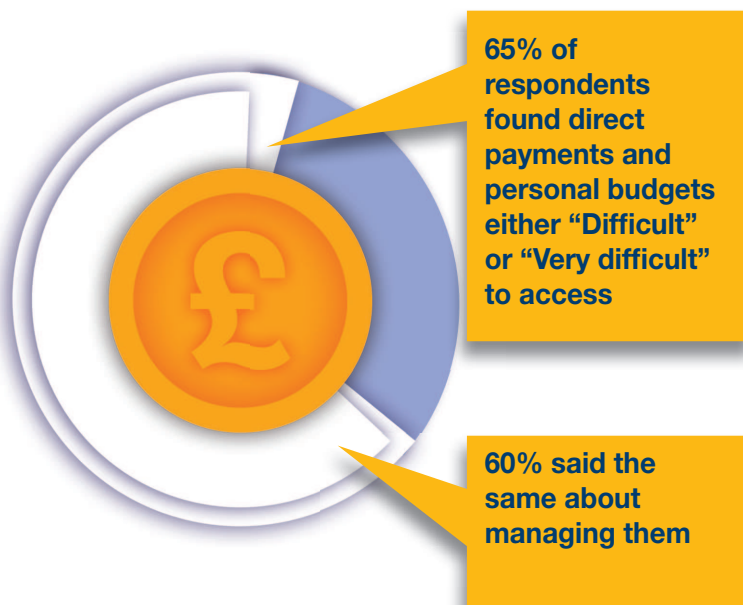 65% of
respondents
found direct
payments and
personal budgets
either “Difficult”
or “Very difficult”
to access
£
60% said the
same about
managing them